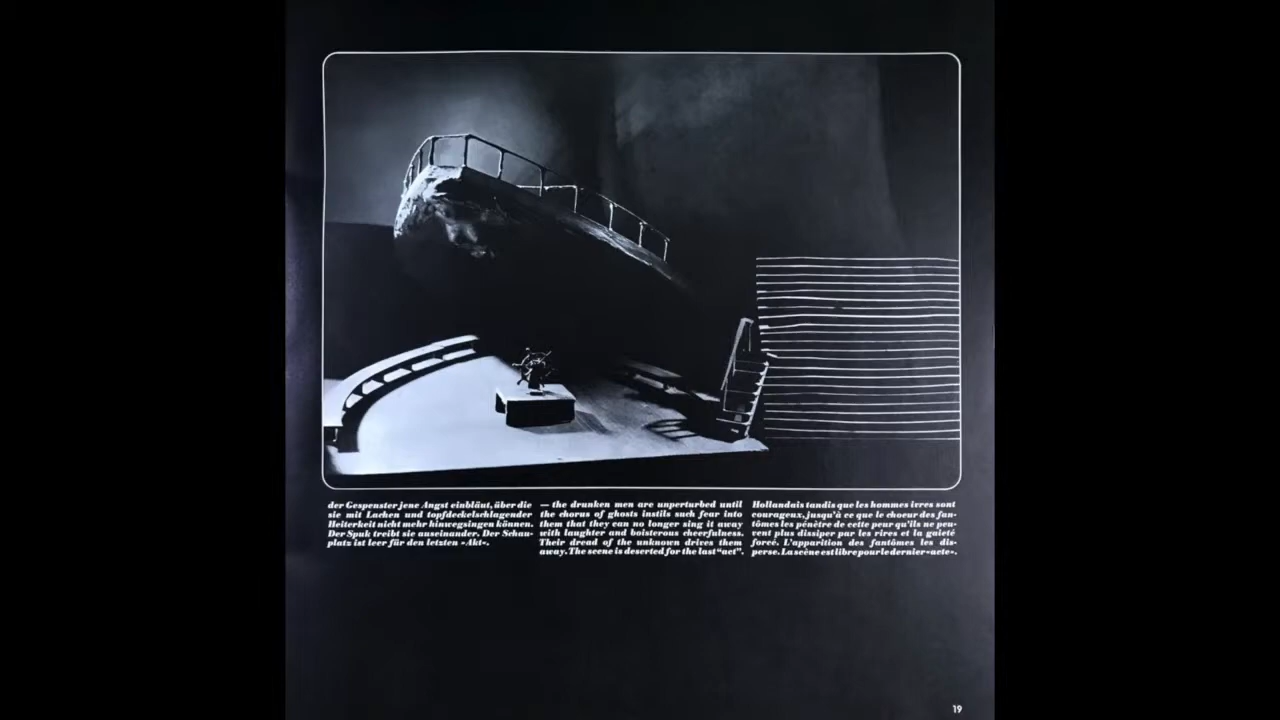 der Gespenster jene Angst einbläut, über die
sie mit Lachen und topfdeckelschlagender
Heiterkeit nicht mehr hinwegsingen können.
Der Spuk treibt sie auseinander. Der Schau-
platz ist leer für den letzten »Akt«.
— the drunken men are unperturbed until
the chorus of ghosts instils such fear into
them that they can no longer sing it away
with laughter and boisterous cheerfulness.
Their dread of the unknown drives them
away. The scene is deserted for the last "act".
Hollandais tandis que les hommes ivres sont
courageux, jusqu'à ce que le choeur des fan-
tômes les pénètre de cette peur qu'ils ne peu-
vent plus dissiper par les rires et la gaieté
forcé. L'apparition des fantômes les dis-
perse. La scène est libre pour le dernier »acte«.
19